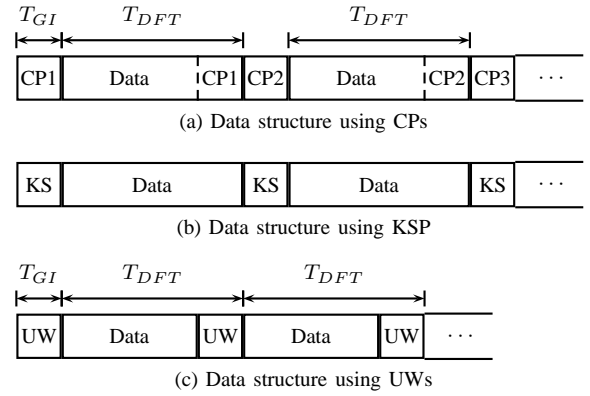 T_GI T_DFT T_DFT
CP1 Data CP1 CP2 Data CP2 CP3 ···
(a) Data structure using CPs
KS Data KS Data KS ···
(b) Data structure using KSP
T_GI T_DFT T_DFT
UW Data UW Data UW ···
(c) Data structure using UWs